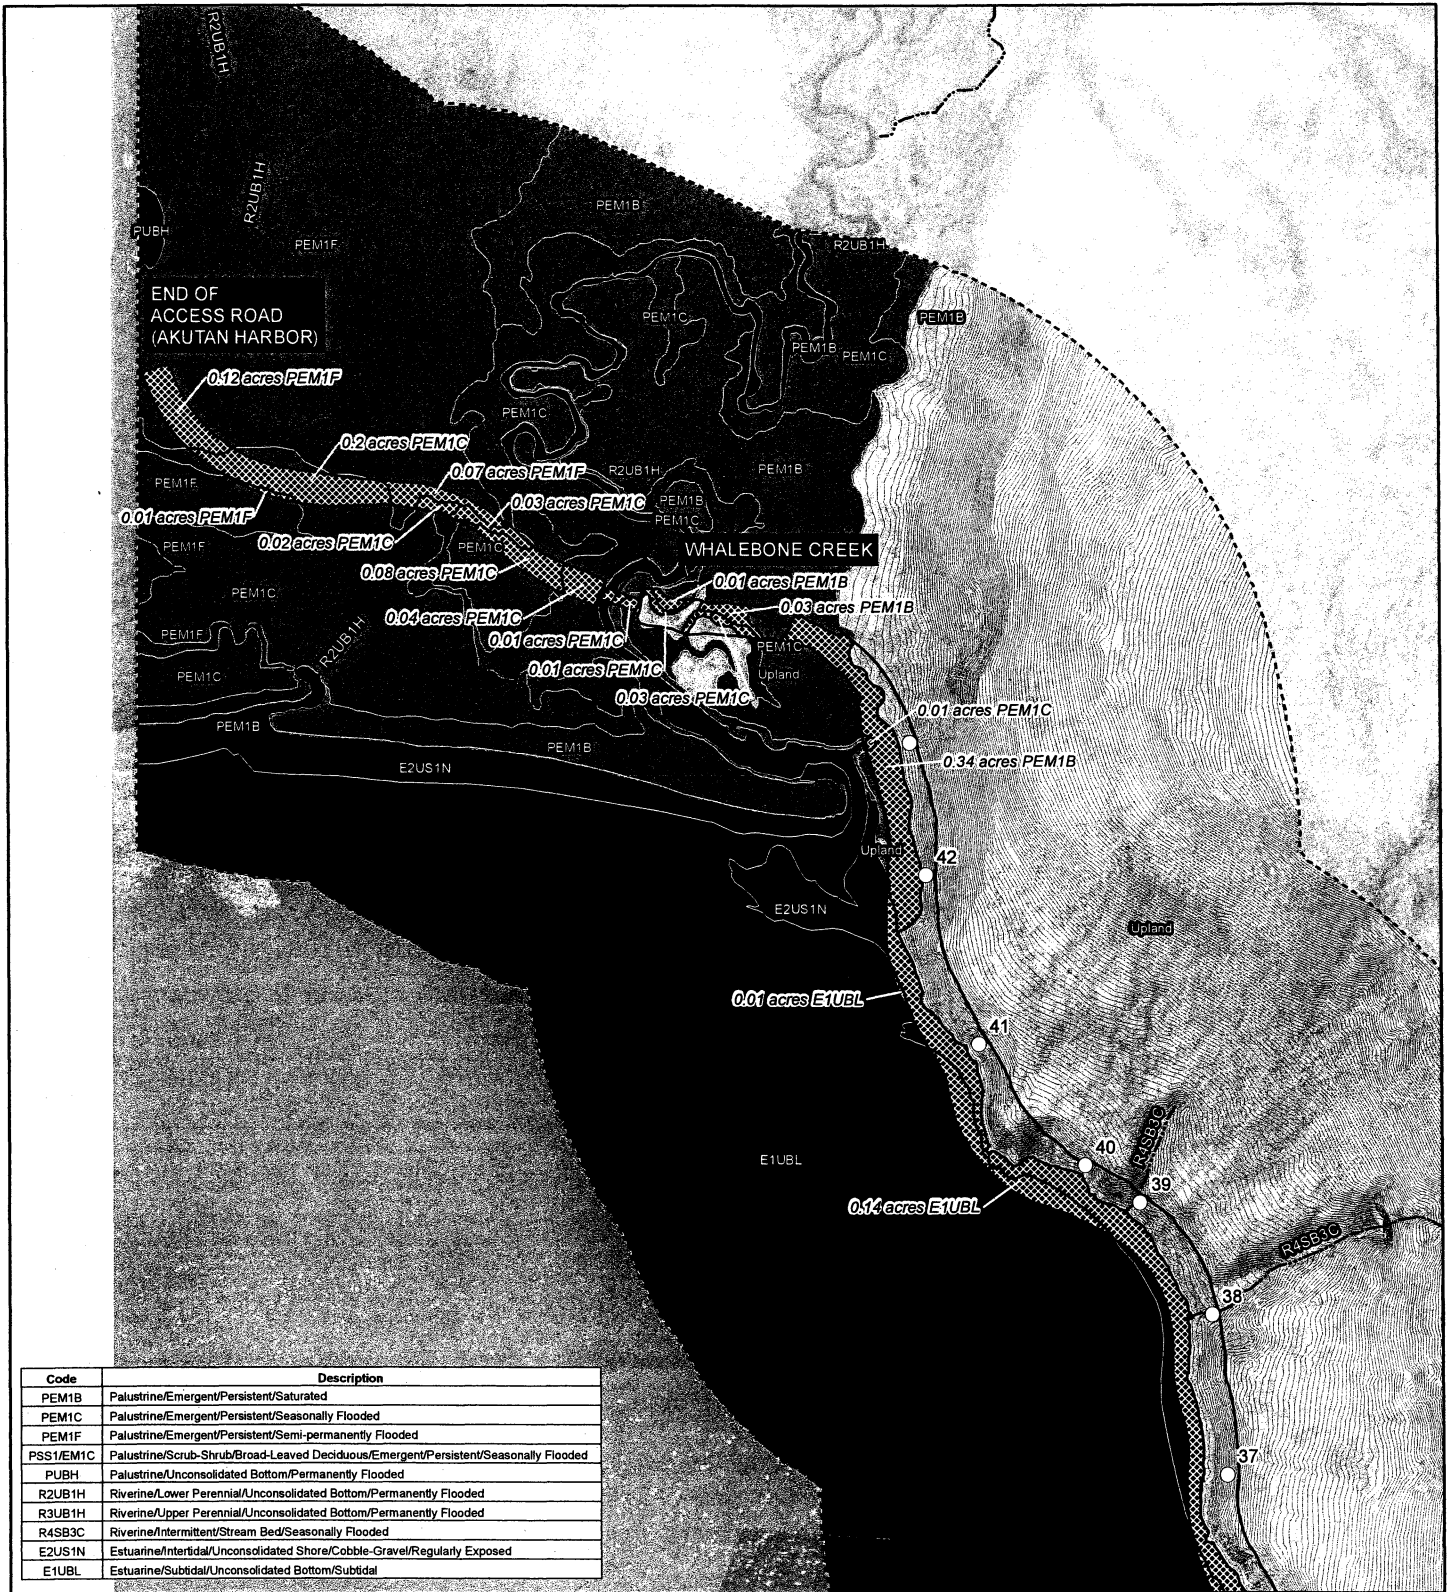 R2UB1H
R2UB1H
PEM1B
PUBH
PEM1F
R2UB1H
END OF
ACCESS ROAD
(AKUTAN HARBOR)
PEM1C
PEM1B
PEM1B
PEM1C
0.12 acres PEM1F
PEM1C
0.2 acres PEM1C
0.07 acres PEM1F
R2UB1H
PEM1B
PEM1F
0.03 acres PEM1C
PEM1B
0.01 acres PEM1F
PEM1C
0.02 acres PEM1C
PEM1F
PEM1C
WHALEBONE CREEK
0.08 acres PEM1C
0.01 acres PEM1B
PEM1C
0.03 acres PEM1B
0.04 acres PEM1C
PEM1F
R2UB1H
0.01 acres PEM1C
PEM1C
0.01 acres PEM1C
PEM1C
Upland
0.03 acres PEM1C
0.01 acres PEM1C
PEM1B
PEM1B
0.34 acres PEM1B
E2US1N
Upland
42
E2US1N
Upland
0.01 acres E1UBL
41
E1UBL
40
R4SB3C
39
0.14 acres E1UBL
R4SB3C
38
37
Code Description
PEM1B Palustrine/Emergent/Persistent/Saturated
PEM1C Palustrine/Emergent/Persistent/Seasonally Flooded
PEM1F Palustrine/Emergent/Persistent/Semi-permanently Flooded
PSS1/EM1C Palustrine/Scrub-Shrub/Broad-Leaved Deciduous/Emergent/Persistent/Seasonally Flooded
PUBH Palustrine/Unconsolidated Bottom/Permanently Flooded
R2UB1H Riverine/Lower Perennial/Unconsolidated Bottom/Permanently Flooded
R3UB1H Riverine/Upper Perennial/Unconsolidated Bottom/Permanently Flooded
R4SB3C Riverine/Intermittent/Stream Bed/Seasonally Flooded
E2US1N Estuarine/Intertidal/Unconsolidated Shore/Cobble-Gravel/Regularly Exposed
E1UBL Estuarine/Subtidal/Unconsolidated Bottom/Subtidal